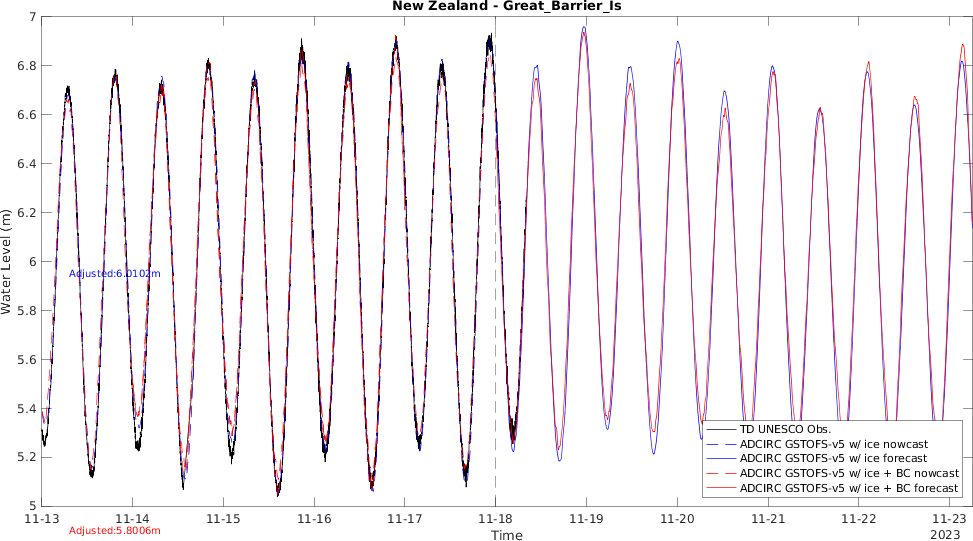 New Zealand - Great_Barrier_Is
Water Level (m)
7
6.8
6.6
6.4
6.2
6
5.8
5.6
5.4
5.2
5
Adjusted:6.0102m
Adjusted:5.8006m
TD UNESCO Obs.
ADCIRC GSTOFS-v5 w/ ice nowcast
ADCIRC GSTOFS-v5 w/ ice forecast
ADCIRC GSTOFS-v5 w/ ice + BC nowcast
ADCIRC GSTOFS-v5 w/ ice + BC forecast
11-13 11-14 11-15 11-16 11-17 11-18 11-19 11-20 11-21 11-22 11-23
2023
Time